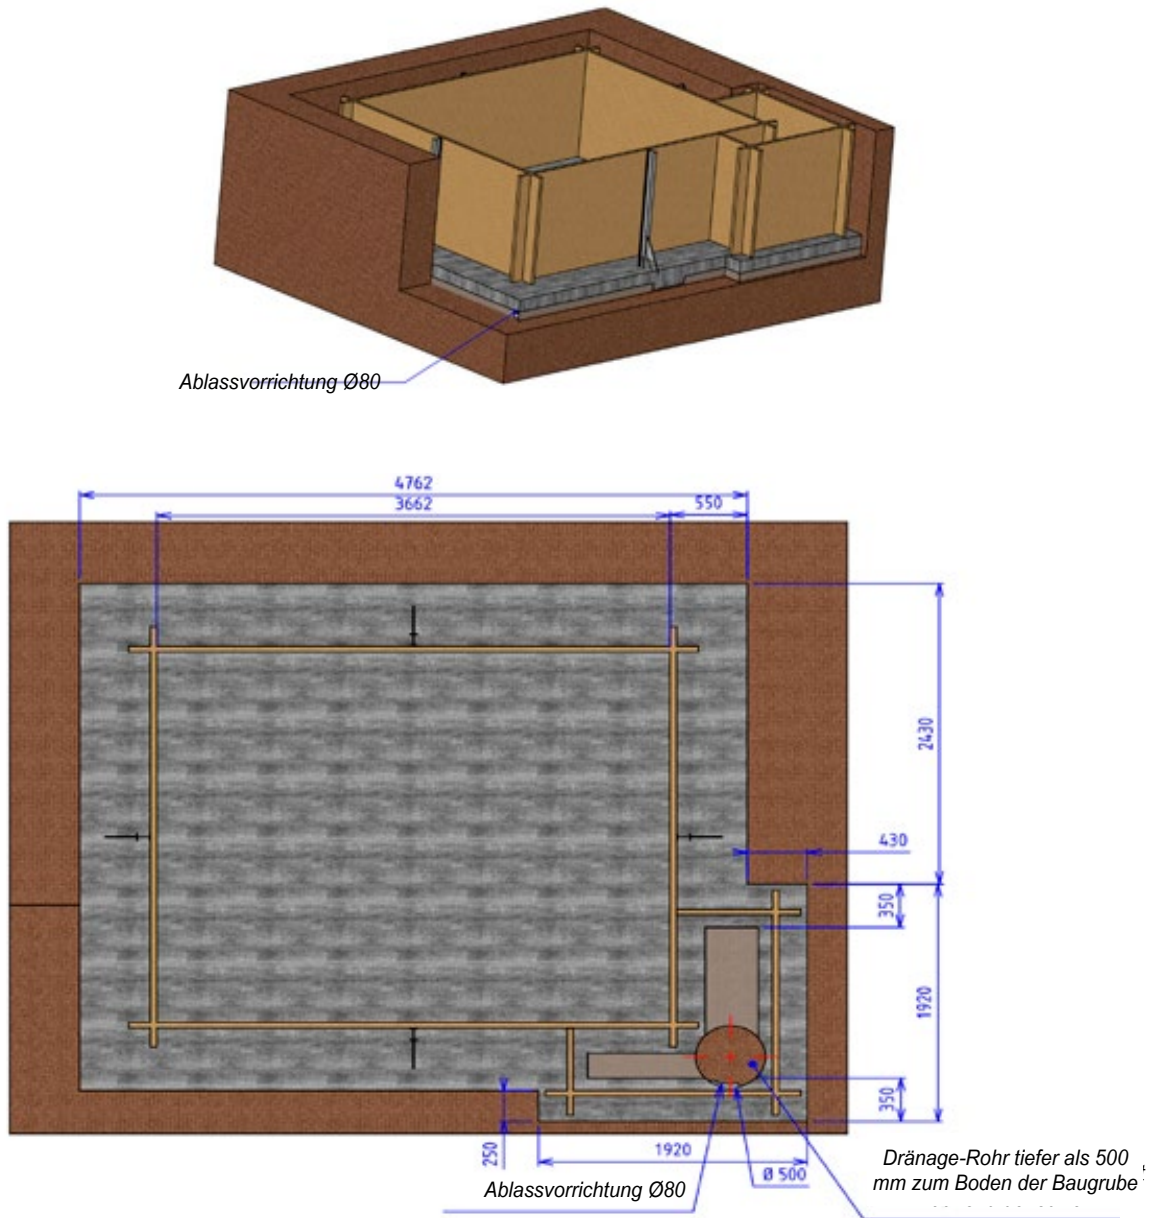 Ablassvorrichtung Ø80
4762
3662
550
2430
430
350
1920
350
250
1920
Ø 500
Ablassvorrichtung Ø80
Dränage-Rohr tiefer als 500
mm zum Boden der Baugrube